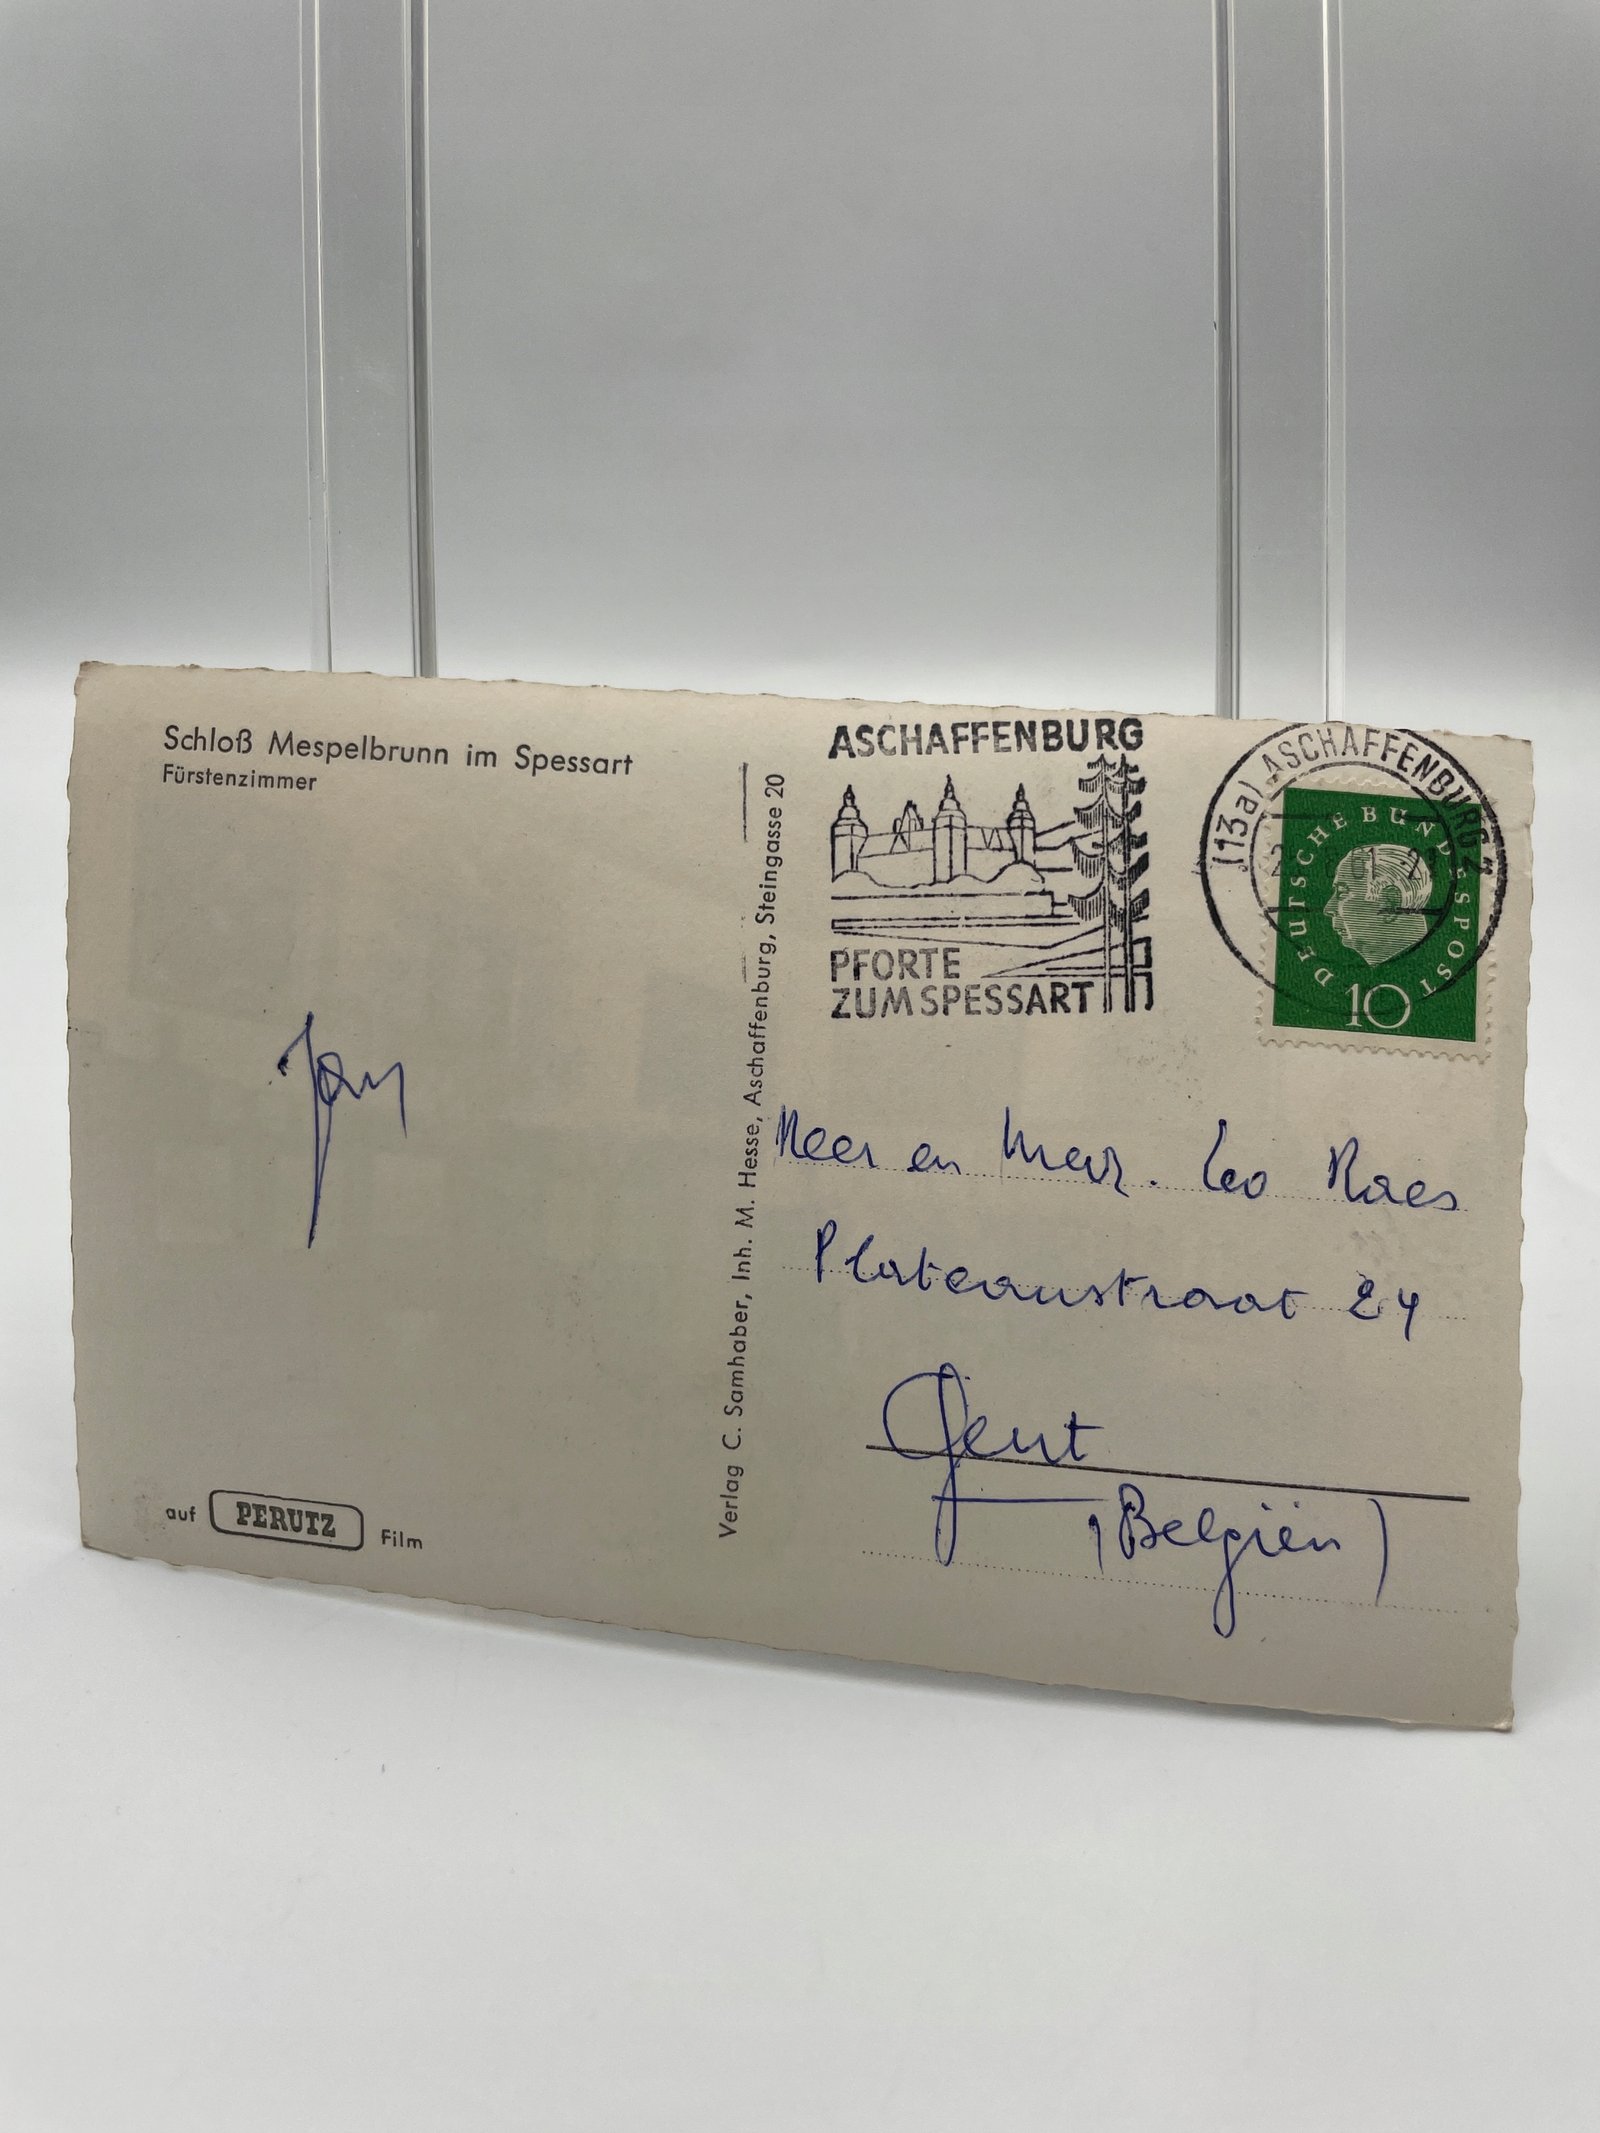 Schloß Mespelbrunn im Spessart
Fürstenzimmer
Jan
auf PERUTZ Film
Verlag C. Samhaber, Inh. M. Hesse, Aschaffenburg, Steingasse 20
ASCHAFFENBURG
PFORTE
ZUM SPESSART
(13a) ASCHAFFENBURG 2
DEUTSCHE BUNDESPOST
10
Heer en Mevr. Leo Raes
Plateaustraat 24
Gent
(Belgiën)